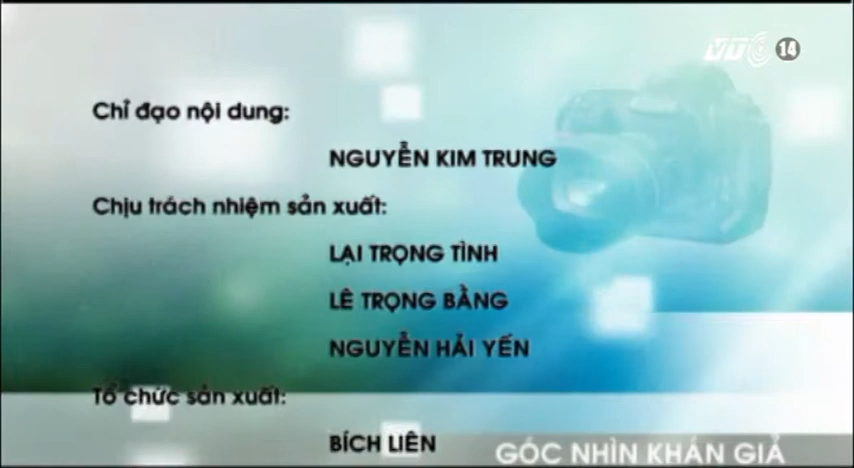 VTC 14
Chỉ đạo nội dung:
NGUYỄN KIM TRUNG
Chịu trách nhiệm sản xuất:
LẠI TRỌNG TÌNH
LÊ TRỌNG BẰNG
NGUYỄN HẢI YẾN
Tổ chức sản xuất:
BÍCH LIÊN
GÓC NHÌN KHÁN GIẢ